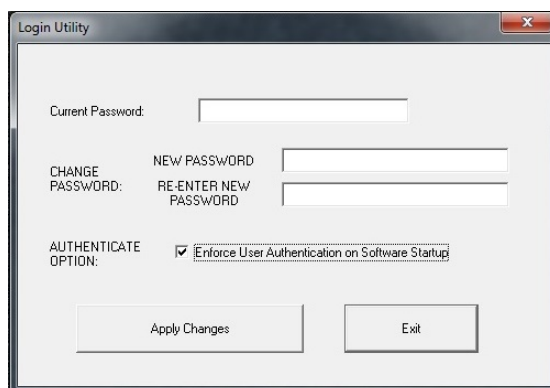 Login Utility
Current Password:
CHANGE
PASSWORD:
NEW PASSWORD
RE-ENTER NEW
PASSWORD
AUTHENTICATE
OPTION:
Enforce User Authentication on Software Startup
Apply Changes
Exit